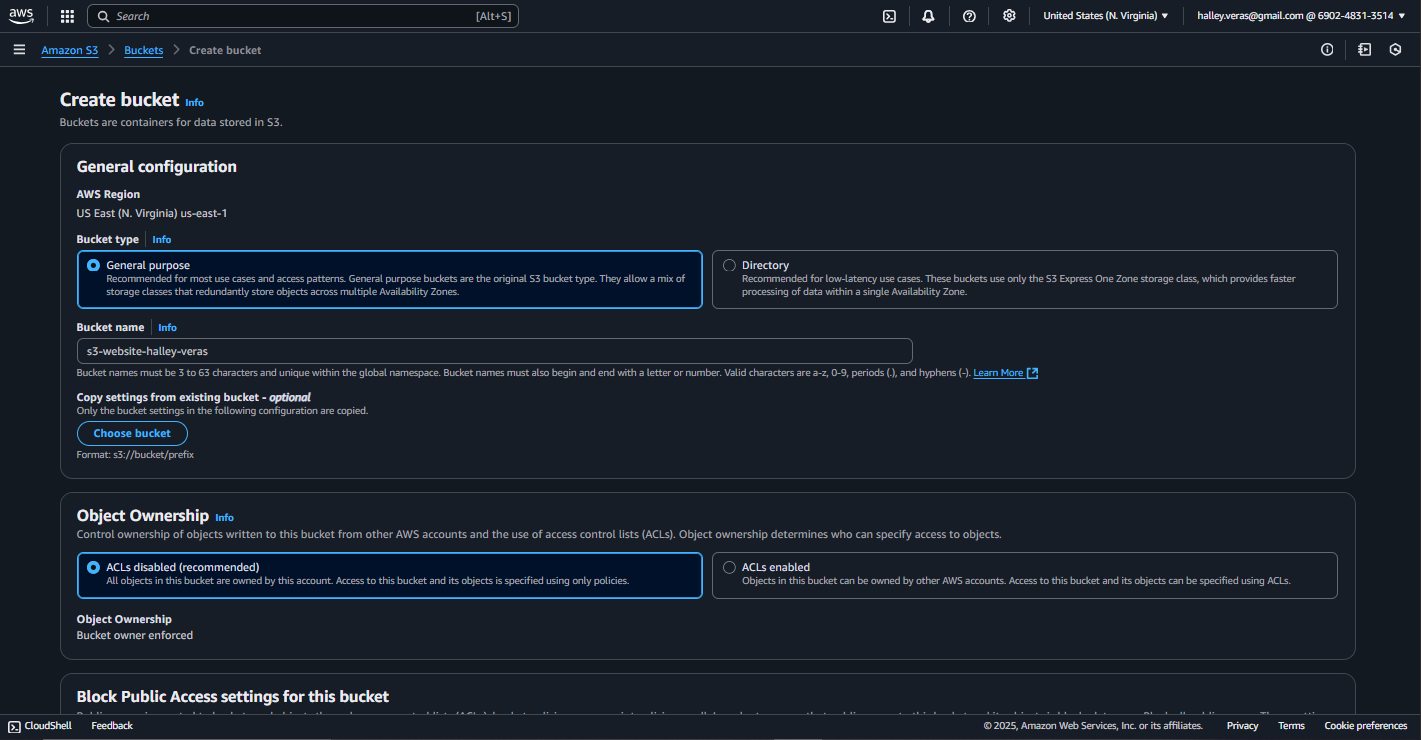 aws
Search [Alt+S]
United States (N. Virginia)
halley.veras@gmail.com @ 6902-4831-3514
Amazon S3 > Buckets > Create bucket
Create bucket Info
Buckets are containers for data stored in S3.
General configuration
AWS Region
US East (N. Virginia) us-east-1
Bucket type Info
General purpose
Recommended for most use cases and access patterns. General purpose buckets are the original S3 bucket type. They allow a mix of
storage classes that redundantly store objects across multiple Availability Zones.
Directory
Recommended for low-latency use cases. These buckets use only the S3 Express One Zone storage class, which provides faster
processing of data within a single Availability Zone.
Bucket name Info
s3-website-halley-veras
Bucket names must be 3 to 63 characters and unique within the global namespace. Bucket names must also begin and end with a letter or number. Valid characters are a-z, 0-9, periods (.), and hyphens (-). Learn More
Copy settings from existing bucket - optional
Only the bucket settings in the following configuration are copied.
Choose bucket
Format: s3://bucket/prefix
Object Ownership Info
Control ownership of objects written to this bucket from other AWS accounts and the use of access control lists (ACLs). Object ownership determines who can specify access to objects.
ACLs disabled (recommended)
All objects in this bucket are owned by this account. Access to this bucket and its objects is specified using only policies.
ACLs enabled
Objects in this bucket can be owned by other AWS accounts. Access to this bucket and its objects can be specified using ACLs.
Object Ownership
Bucket owner enforced
Block Public Access settings for this bucket
CloudShell
Feedback
© 2025, Amazon Web Services, Inc. or its affiliates.
Privacy
Terms
Cookie preferences